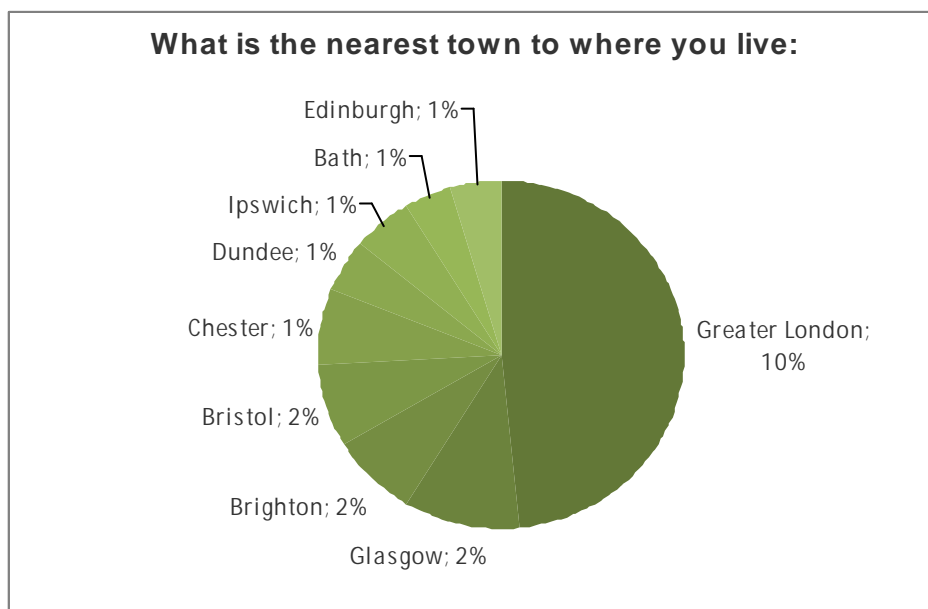 What is the nearest town to where you live:
Edinburgh; 1%
Bath; 1%
Ipswich; 1%
Dundee; 1%
Chester; 1%
Greater London;
10%
Bristol; 2%
Brighton; 2%
Glasgow; 2%